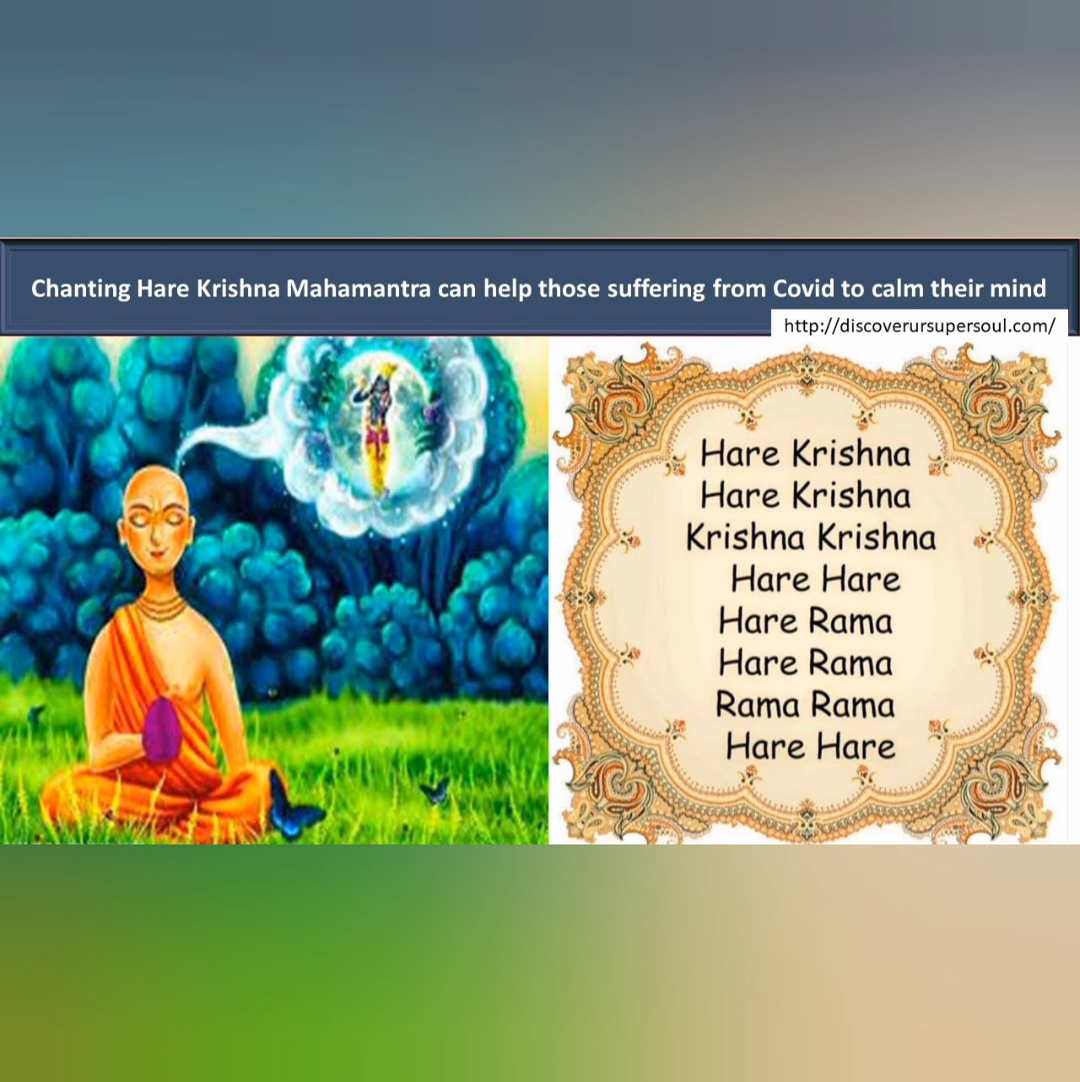 Chanting Hare Krishna Mahamantra can help those suffering from Covid to calm their mind
http://discoverursupersoul.com/
Hare Krishna
Hare Krishna
Krishna Krishna
Hare Hare
Hare Rama
Hare Rama
Rama Rama
Hare Hare